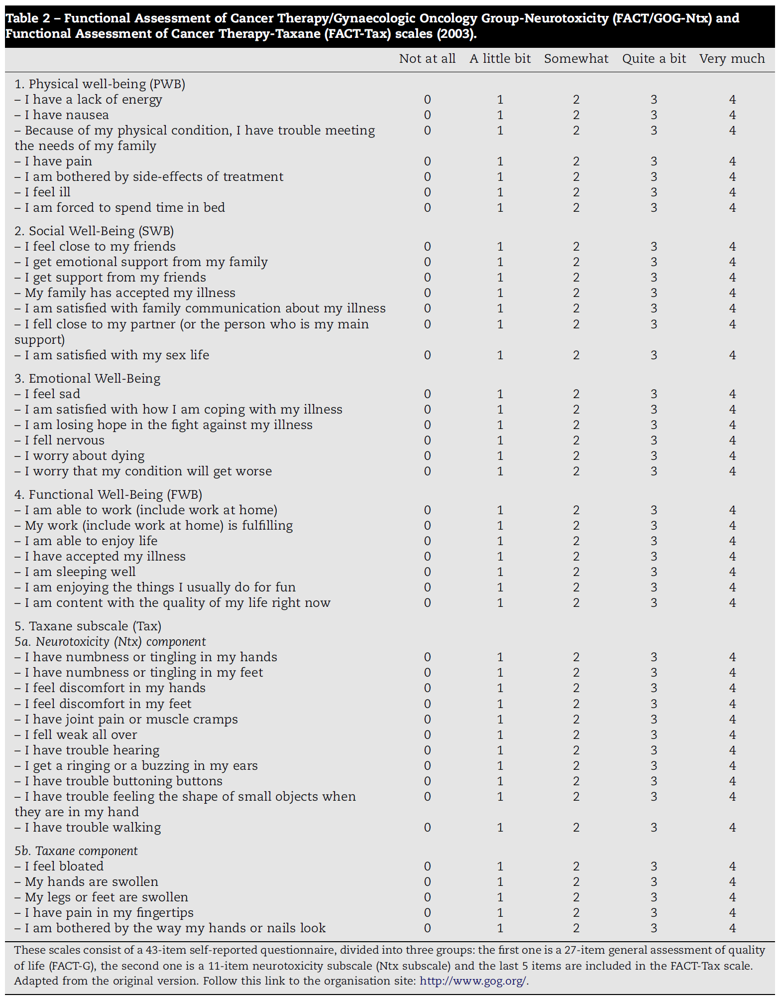 Table 2 – Functional Assessment of Cancer Therapy/Gynaecologic Oncology Group-Neurotoxicity (FACT/GOG-Ntx) and
Functional Assessment of Cancer Therapy-Taxane (FACT-Tax) scales (2003).
Not at all A little bit Somewhat Quite a bit Very much
1. Physical well-being (PWB)
– I have a lack of energy 0 1 2 3 4
– I have nausea 0 1 2 3 4
– Because of my physical condition, I have trouble meeting 0 1 2 3 4
the needs of my family
– I have pain 0 1 2 3 4
– I am bothered by side-effects of treatment 0 1 2 3 4
– I feel ill 0 1 2 3 4
– I am forced to spend time in bed 0 1 2 3 4
2. Social Well-Being (SWB)
– I feel close to my friends 0 1 2 3 4
– I get emotional support from my family 0 1 2 3 4
– I get support from my friends 0 1 2 3 4
– My family has accepted my illness 0 1 2 3 4
– I am satisfied with family communication about my illness 0 1 2 3 4
– I fell close to my partner (or the person who is my main 0 1 2 3 4
support)
– I am satisfied with my sex life 0 1 2 3 4
3. Emotional Well-Being
– I feel sad 0 1 2 3 4
– I am satisfied with how I am coping with my illness 0 1 2 3 4
– I am losing hope in the fight against my illness 0 1 2 3 4
– I fell nervous 0 1 2 3 4
– I worry about dying 0 1 2 3 4
– I worry that my condition will get worse 0 1 2 3 4
4. Functional Well-Being (FWB)
– I am able to work (include work at home) 0 1 2 3 4
– My work (include work at home) is fulfilling 0 1 2 3 4
– I am able to enjoy life 0 1 2 3 4
– I have accepted my illness 0 1 2 3 4
– I am sleeping well 0 1 2 3 4
– I am enjoying the things I usually do for fun 0 1 2 3 4
– I am content with the quality of my life right now 0 1 2 3 4
5. Taxane subscale (Tax)
5a. Neurotoxicity (Ntx) component
– I have numbness or tingling in my hands 0 1 2 3 4
– I have numbness or tingling in my feet 0 1 2 3 4
– I feel discomfort in my hands 0 1 2 3 4
– I feel discomfort in my feet 0 1 2 3 4
– I have joint pain or muscle cramps 0 1 2 3 4
– I fell weak all over 0 1 2 3 4
– I have trouble hearing 0 1 2 3 4
– I get a ringing or a buzzing in my ears 0 1 2 3 4
– I have trouble buttoning buttons 0 1 2 3 4
– I have trouble feeling the shape of small objects when 0 1 2 3 4
they are in my hand
– I have trouble walking 0 1 2 3 4
5b. Taxane component
– I feel bloated 0 1 2 3 4
– My hands are swollen 0 1 2 3 4
– My legs or feet are swollen 0 1 2 3 4
– I have pain in my fingertips 0 1 2 3 4
– I am bothered by the way my hands or nails look 0 1 2 3 4
These scales consist of a 43-item self-reported questionnaire, divided into three groups: the first one is a 27-item general assessment of quality
of life (FACT-G), the second one is a 11-item neurotoxicity subscale (Ntx subscale) and the last 5 items are included in the FACT-Tax scale.
Adapted from the original version. Follow this link to the organisation site: http://www.gog.org/.